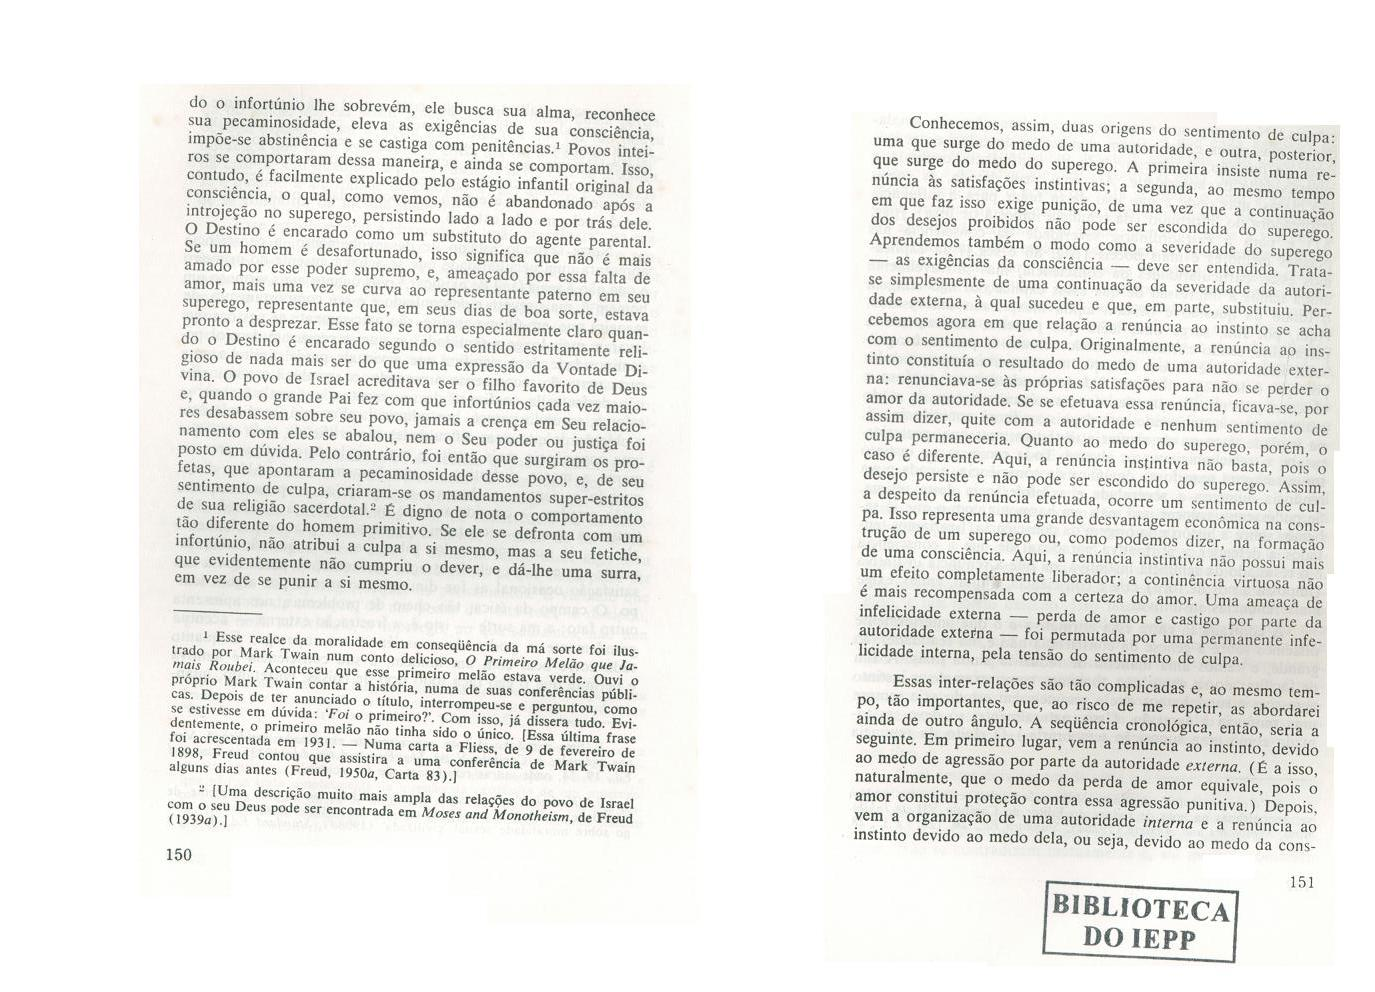 do o infortúnio lhe sobrevém, ele busca sua alma, reconhece
sua pecaminosidade, eleva as exigências de sua consciência,
impõe-se abstinência e se castiga com penitências.¹ Povos intei-
ros se comportaram dessa maneira, e ainda se comportam. Isso,
contudo, é facilmente explicado pelo estágio infantil original da
consciência, o qual, como vemos, não é abandonado após a
introjeção no superego, persistindo lado a lado e por trás dele.
O Destino é encarado como um substituto do agente parental.
Se um homem é desafortunado, isso significa que não é mais
amado por esse poder supremo, e, ameaçado por essa falta de
amor, mais uma vez se curva ao representante paterno em seu
superego, representante que, em seus dias de boa sorte, estava
pronto a desprezar. Esse fato se torna especialmente claro quan-
do o Destino é encarado segundo o sentido estritamente reli-
gioso de nada mais ser do que uma expressão da Vontade Di-
vina. O povo de Israel acreditava ser o filho favorito de Deus
e, quando o grande Pai fez com que infortúnios cada vez maio-
res desabassem sobre seu povo, jamais a crença em Seu relacio-
namento com eles se abalou, nem o Seu poder ou justiça foi
posto em dúvida. Pelo contrário, foi então que surgiram os pro-
fetas, que apontaram a pecaminosidade desse povo, e, de seu
sentimento de culpa, criaram-se os mandamentos super-estritos
de sua religião sacerdotal.² É digno de nota o comportamento
tão diferente do homem primitivo. Se ele se defronta com um
infortúnio, não atribui a culpa a si mesmo, mas a seu fetiche,
que evidentemente não cumpriu o dever, e dá-lhe uma surra,
em vez de se punir a si mesmo.
¹ Esse realce da moralidade em conseqüência da má sorte foi ilus-
trado por Mark Twain num conto delicioso, O Primeiro Melão que Ja-
mais Roubei. Aconteceu que esse primeiro melão estava verde. Ouvi o
próprio Mark Twain contar a história, numa de suas conferências públi-
cas. Depois de ter anunciado o título, interrompeu-se e perguntou, como
se estivesse em dúvida: 'Foi o primeiro?'. Com isso, já dissera tudo. Evi-
dentemente, o primeiro melão não tinha sido o único. [Essa última frase
foi acrescentada em 1931. — Numa carta a Fliess, de 9 de fevereiro de
1898, Freud contou que assistira a uma conferência de Mark Twain
alguns dias antes (Freud, 1950a, Carta 83).]
² [Uma descrição muito mais ampla das relações do povo de Israel
com o seu Deus pode ser encontrada em Moses and Monotheism, de Freud
(1939a).]
150
Conhecemos, assim, duas origens do sentimento de culpa:
uma que surge do medo de uma autoridade, e outra, posterior,
que surge do medo do superego. A primeira insiste numa re-
núncia às satisfações instintivas; a segunda, ao mesmo tempo
em que faz isso exige punição, de uma vez que a continuação
dos desejos proibidos não pode ser escondida do superego.
Aprendemos também o modo como a severidade do superego
— as exigências da consciência — deve ser entendida. Trata-
se simplesmente de uma continuação da severidade da autori-
dade externa, à qual sucedeu e que, em parte, substituiu. Per-
cebemos agora em que relação a renúncia ao instinto se acha
com o sentimento de culpa. Originalmente, a renúncia ao ins-
tinto constituía o resultado do medo de uma autoridade exter-
na: renunciava-se às próprias satisfações para não se perder o
amor da autoridade. Se se efetuava essa renúncia, ficava-se, por
assim dizer, quite com a autoridade e nenhum sentimento de
culpa permaneceria. Quanto ao medo do superego, porém, o
caso é diferente. Aqui, a renúncia instintiva não basta, pois o
desejo persiste e não pode ser escondido do superego. Assim,
a despeito da renúncia efetuada, ocorre um sentimento de cul-
pa. Isso representa uma grande desvantagem econômica na cons-
trução de um superego ou, como podemos dizer, na formação
de uma consciência. Aqui, a renúncia instintiva não possui mais
um efeito completamente liberador; a continência virtuosa não
é mais recompensada com a certeza do amor. Uma ameaça de
infelicidade externa — perda de amor e castigo por parte da
autoridade externa — foi permutada por uma permanente infe-
licidade interna, pela tensão do sentimento de culpa.
Essas inter-relações são tão complicadas e, ao mesmo tem-
po, tão importantes, que, ao risco de me repetir, as abordarei
ainda de outro ângulo. A seqüência cronológica, então, seria a
seguinte. Em primeiro lugar, vem a renúncia ao instinto, devido
ao medo de agressão por parte da autoridade externa. (É a isso,
naturalmente, que o medo da perda de amor equivale, pois o
amor constitui proteção contra essa agressão punitiva.) Depois,
vem a organização de uma autoridade interna e a renúncia ao
instinto devido ao medo dela, ou seja, devido ao medo da cons-
151
BIBLIOTECA
DO IEPP